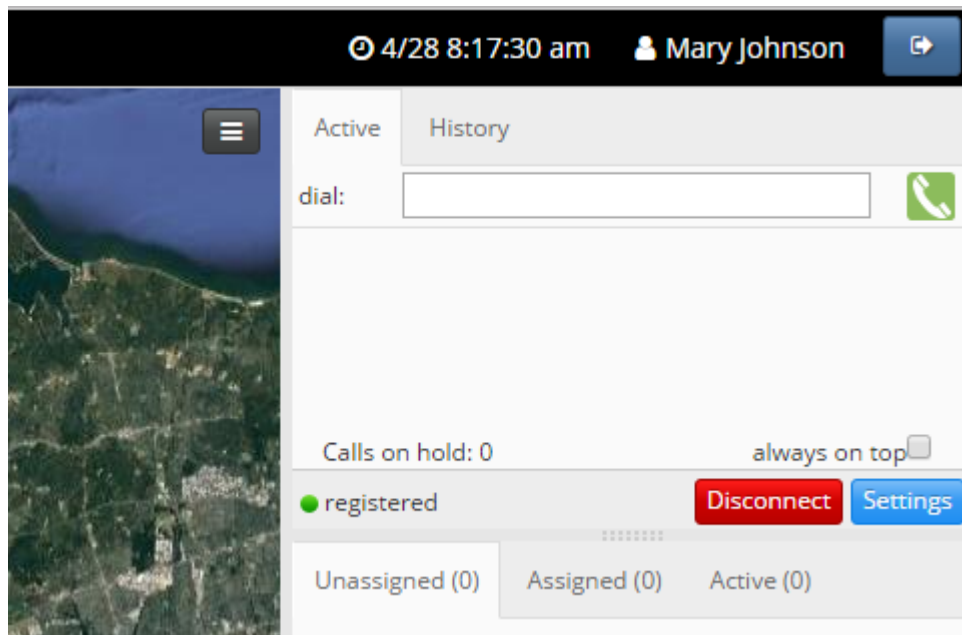 4/28 8:17:30 am Mary Johnson
Active History
dial:
Calls on hold: 0 always on top
registered Disconnect Settings
Unassigned (0) Assigned (0) Active (0)